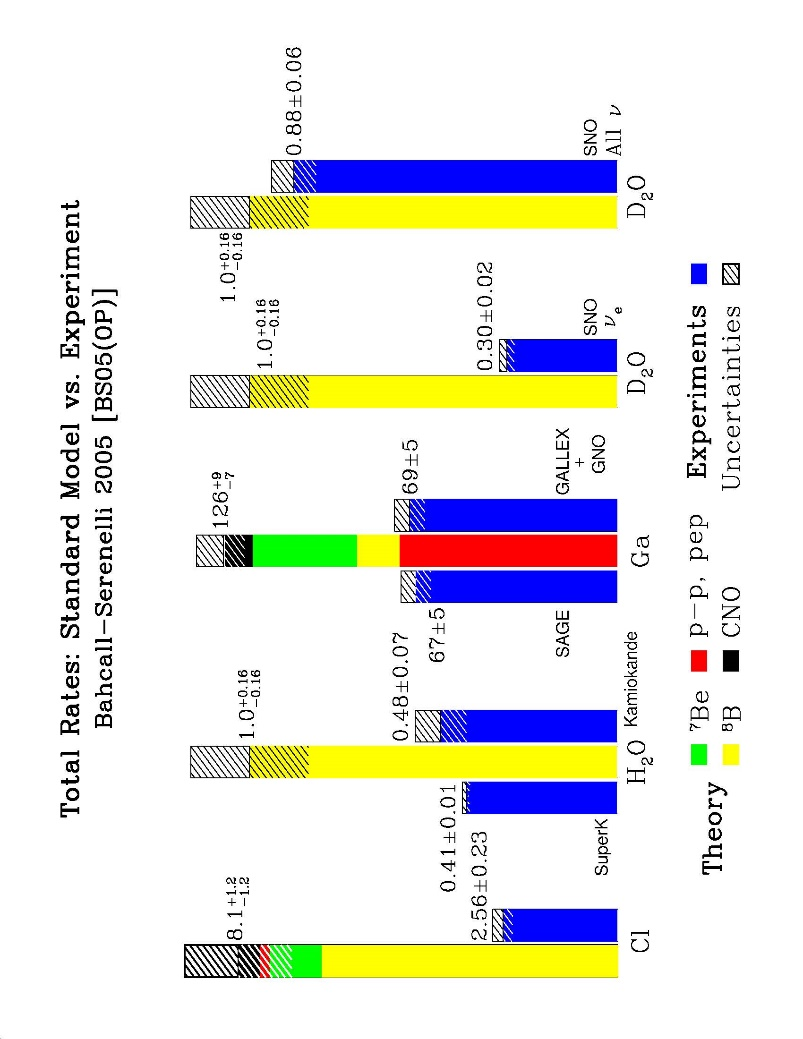 Total Rates: Standard Model vs. Experiment
Bahcall–Serenelli 2005 [BS05(OP)]
8.1 +1.2 −1.2
2.56±0.23
Cl
0.41±0.01
SuperK
1.0 +0.16 −0.16
0.48±0.07
H₂O
Kamiokande
67±5
SAGE
126 +9 −7
69±5
Ga
GALLEX
+
GNO
1.0 +0.16 −0.16
0.30±0.02
D₂O
SNO
νₑ
1.0 +0.16 −0.16
0.88±0.06
D₂O
SNO
All ν
Theory
⁷Be
p−p, pep
Experiments
⁸B
CNO
Uncertainties